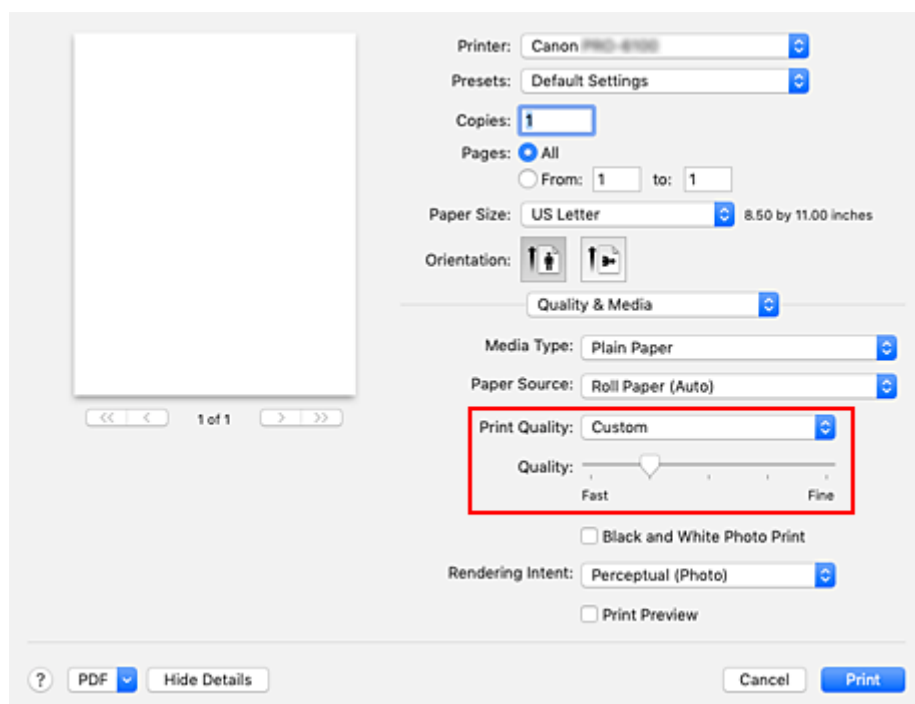 Printer: Canon
Presets: Default Settings
Copies: 1
Pages: All
From: 1 to: 1
Paper Size: US Letter 8.50 by 11.00 inches
Orientation:
Quality & Media
Media Type: Plain Paper
Paper Source: Roll Paper (Auto)
<< < 1 of 1 > >>
Print Quality: Custom
Quality:
Fast Fine
Black and White Photo Print
Rendering Intent: Perceptual (Photo)
Print Preview
? PDF Hide Details Cancel Print